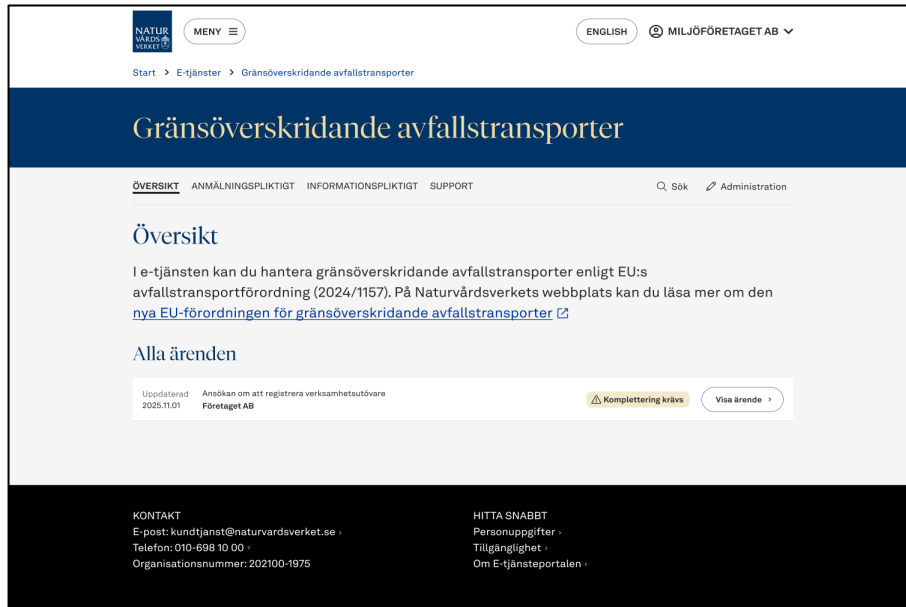 NATUR
VÅRDS
VERKET
MENY
ENGLISH
MILJÖFÖRETAGET AB
Start > E-tjänster > Gränsöverskridande avfallstransporter
Gränsöverskridande avfallstransporter
ÖVERSIKT ANMÄLNINGSPLIKTIGT INFORMATIONSPLIKTIGT SUPPORT
Sök Administration
Översikt
I e-tjänsten kan du hantera gränsöverskridande avfallstransporter enligt EU:s
avfallstransportförordning (2024/1157). På Naturvårdsverkets webbplats kan du läsa mer om den
nya EU-förordningen för gränsöverskridande avfallstransporter
Alla ärenden
Uppdaterad
2025.11.01
Ansökan om att registrera verksamhetsutövare
Företaget AB
Komplettering krävs
Visa ärende ›
KONTAKT
E-post: kundtjanst@naturvardsverket.se ›
Telefon: 010-698 10 00 ›
Organisationsnummer: 202100-1975
HITTA SNABBT
Personuppgifter ›
Tillgänglighet ›
Om E-tjänsteportalen ›